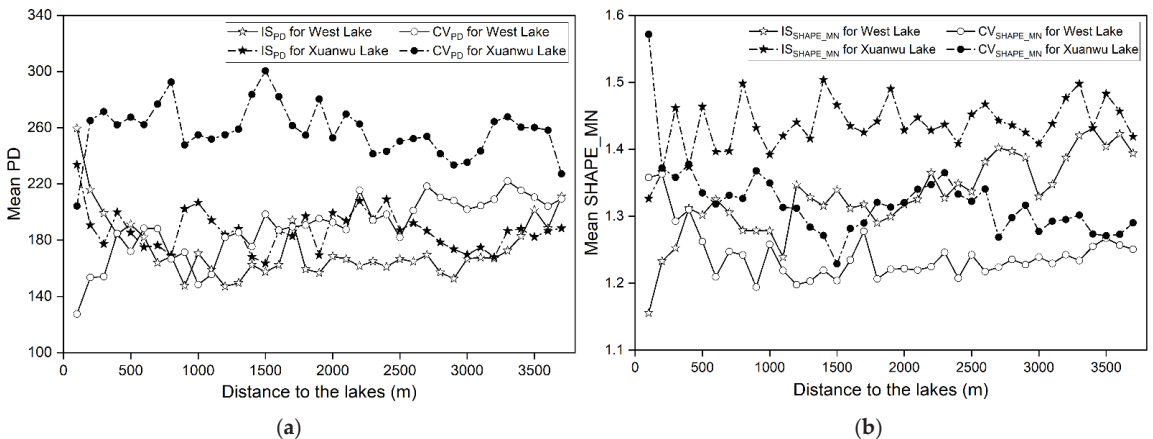 340
300
260
220
180
140
100
Mean PD
IS_PD for West Lake
CV_PD for West Lake
IS_PD for Xuanwu Lake
CV_PD for Xuanwu Lake
0 500 1000 1500 2000 2500 3000 3500
Distance to the lakes (m)
(a)
1.6
1.5
1.4
1.3
1.2
1.1
Mean SHAPE_MN
IS_SHAPE_MN for West Lake
CV_SHAPE_MN for West Lake
IS_SHAPE_MN for Xuanwu Lake
CV_SHAPE_MN for Xuanwu Lake
0 500 1000 1500 2000 2500 3000 3500
Distance to the lakes (m)
(b)